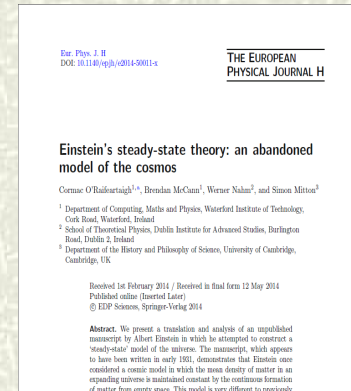 Eur. Phys. J. H
DOI: 10.1140/epjh/e2014-50011-x
THE EUROPEAN
PHYSICAL JOURNAL H
Einstein's steady-state theory: an abandoned
model of the cosmos
Cormac O'Raifeartaigh1,a, Brendan McCann1, Werner Nahm2, and Simon Mitton3
1 Department of Computing, Maths and Physics, Waterford Institute of Technology,
Cork Road, Waterford, Ireland
2 School of Theoretical Physics, Dublin Institute for Advanced Studies, Burlington
Road, Dublin 2, Ireland
3 Department of the History and Philosophy of Science, University of Cambridge,
Cambridge, UK
Received 1st February 2014 / Received in final form 12 May 2014
Published online (Inserted Later)
© EDP Sciences, Springer-Verlag 2014
Abstract. We present a translation and analysis of an unpublished
manuscript by Albert Einstein in which he attempted to construct a
'steady-state' model of the universe. The manuscript, which appears
to have been written in early 1931, demonstrates that Einstein once
considered a cosmic model in which the mean density of matter in an
expanding universe is maintained constant by the continuous formation
of matter from empty space. This model is very different to previously